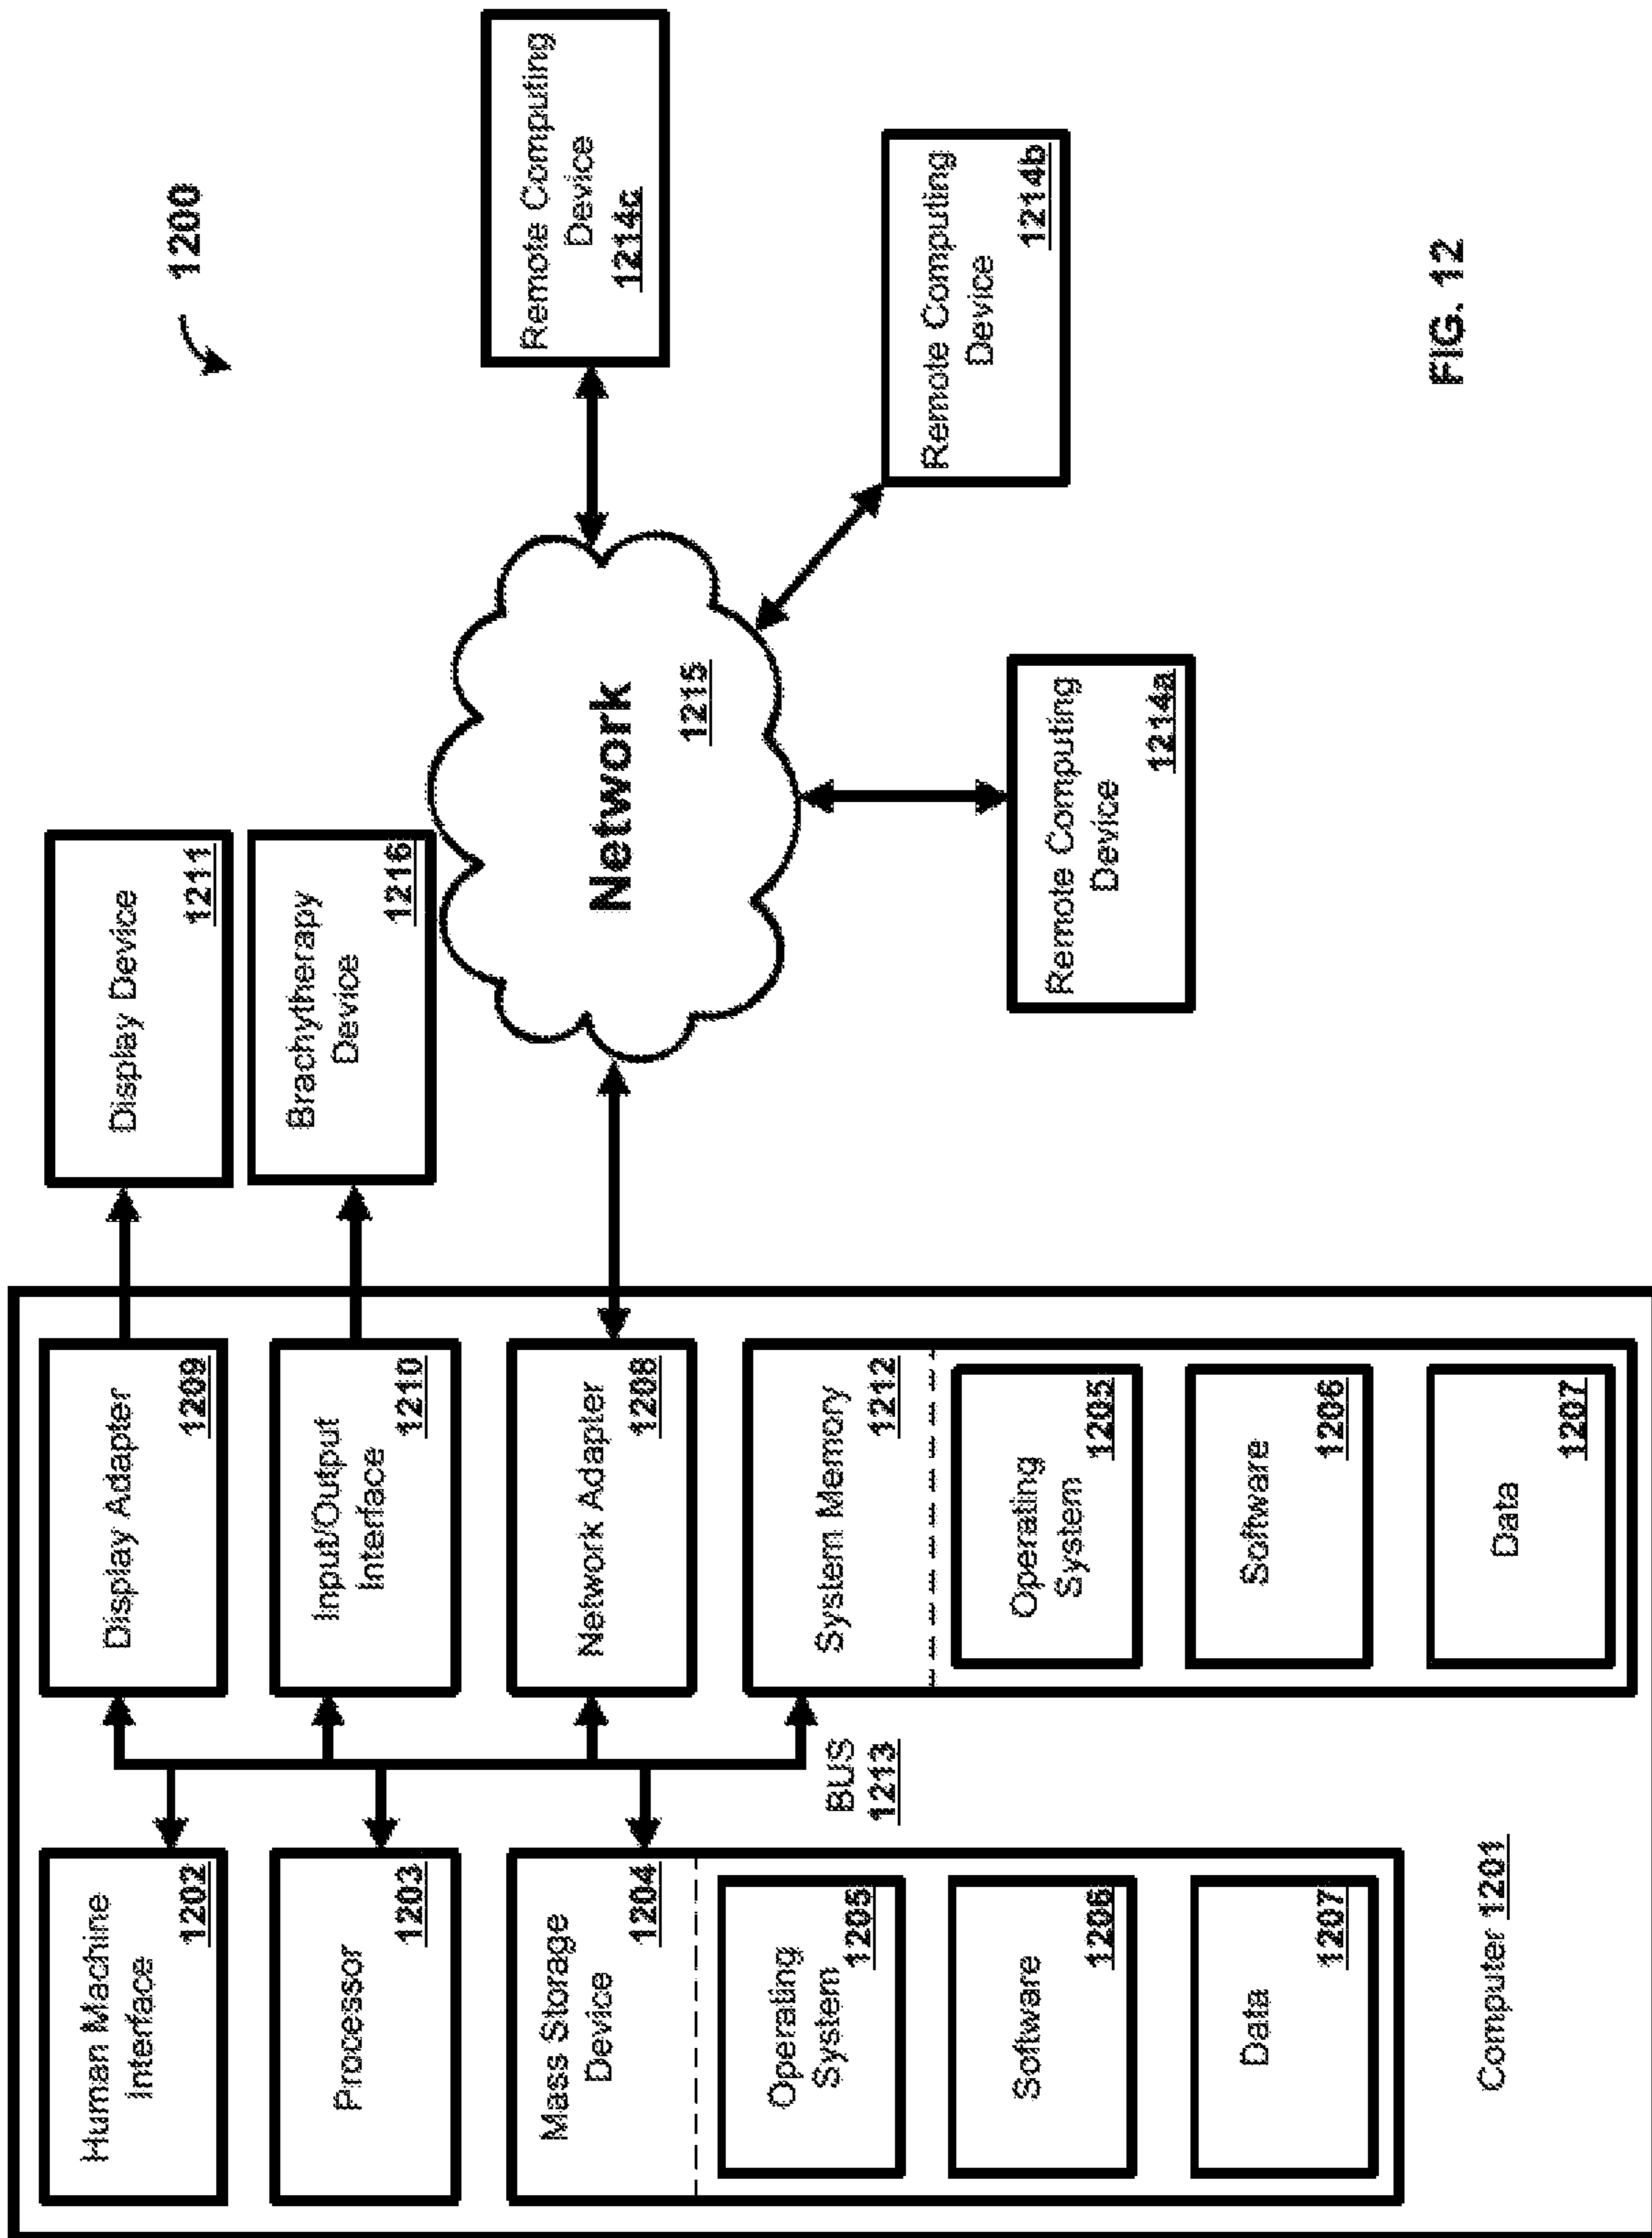 1200
Human Machine
Interface
1202
Processor
1203
Mass Storage
Device
1204
Operating
System
1205
Software
1206
Data
1207
Computer 1201
BUS
1213
Display Adapter
1209
Input/Output
Interface
1210
Network Adapter
1208
System Memory
1212
Operating
System
1205
Software
1206
Data
1207
Display Device
1211
Brachytherapy
Device
1216
Network
1215
Remote Computing
Device
1214a
Remote Computing
Device
1214b
Remote Computing
Device
1214c
FIG. 12